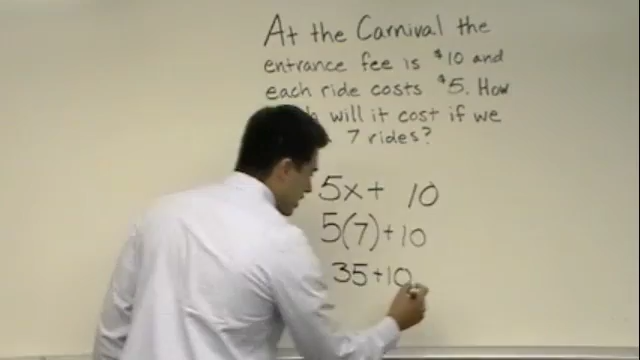 At the Carnival the
entrance fee is $10 and
each ride costs $5. How
will it cost if we
7 rides?
5x + 10
5(7) + 10
35 + 10